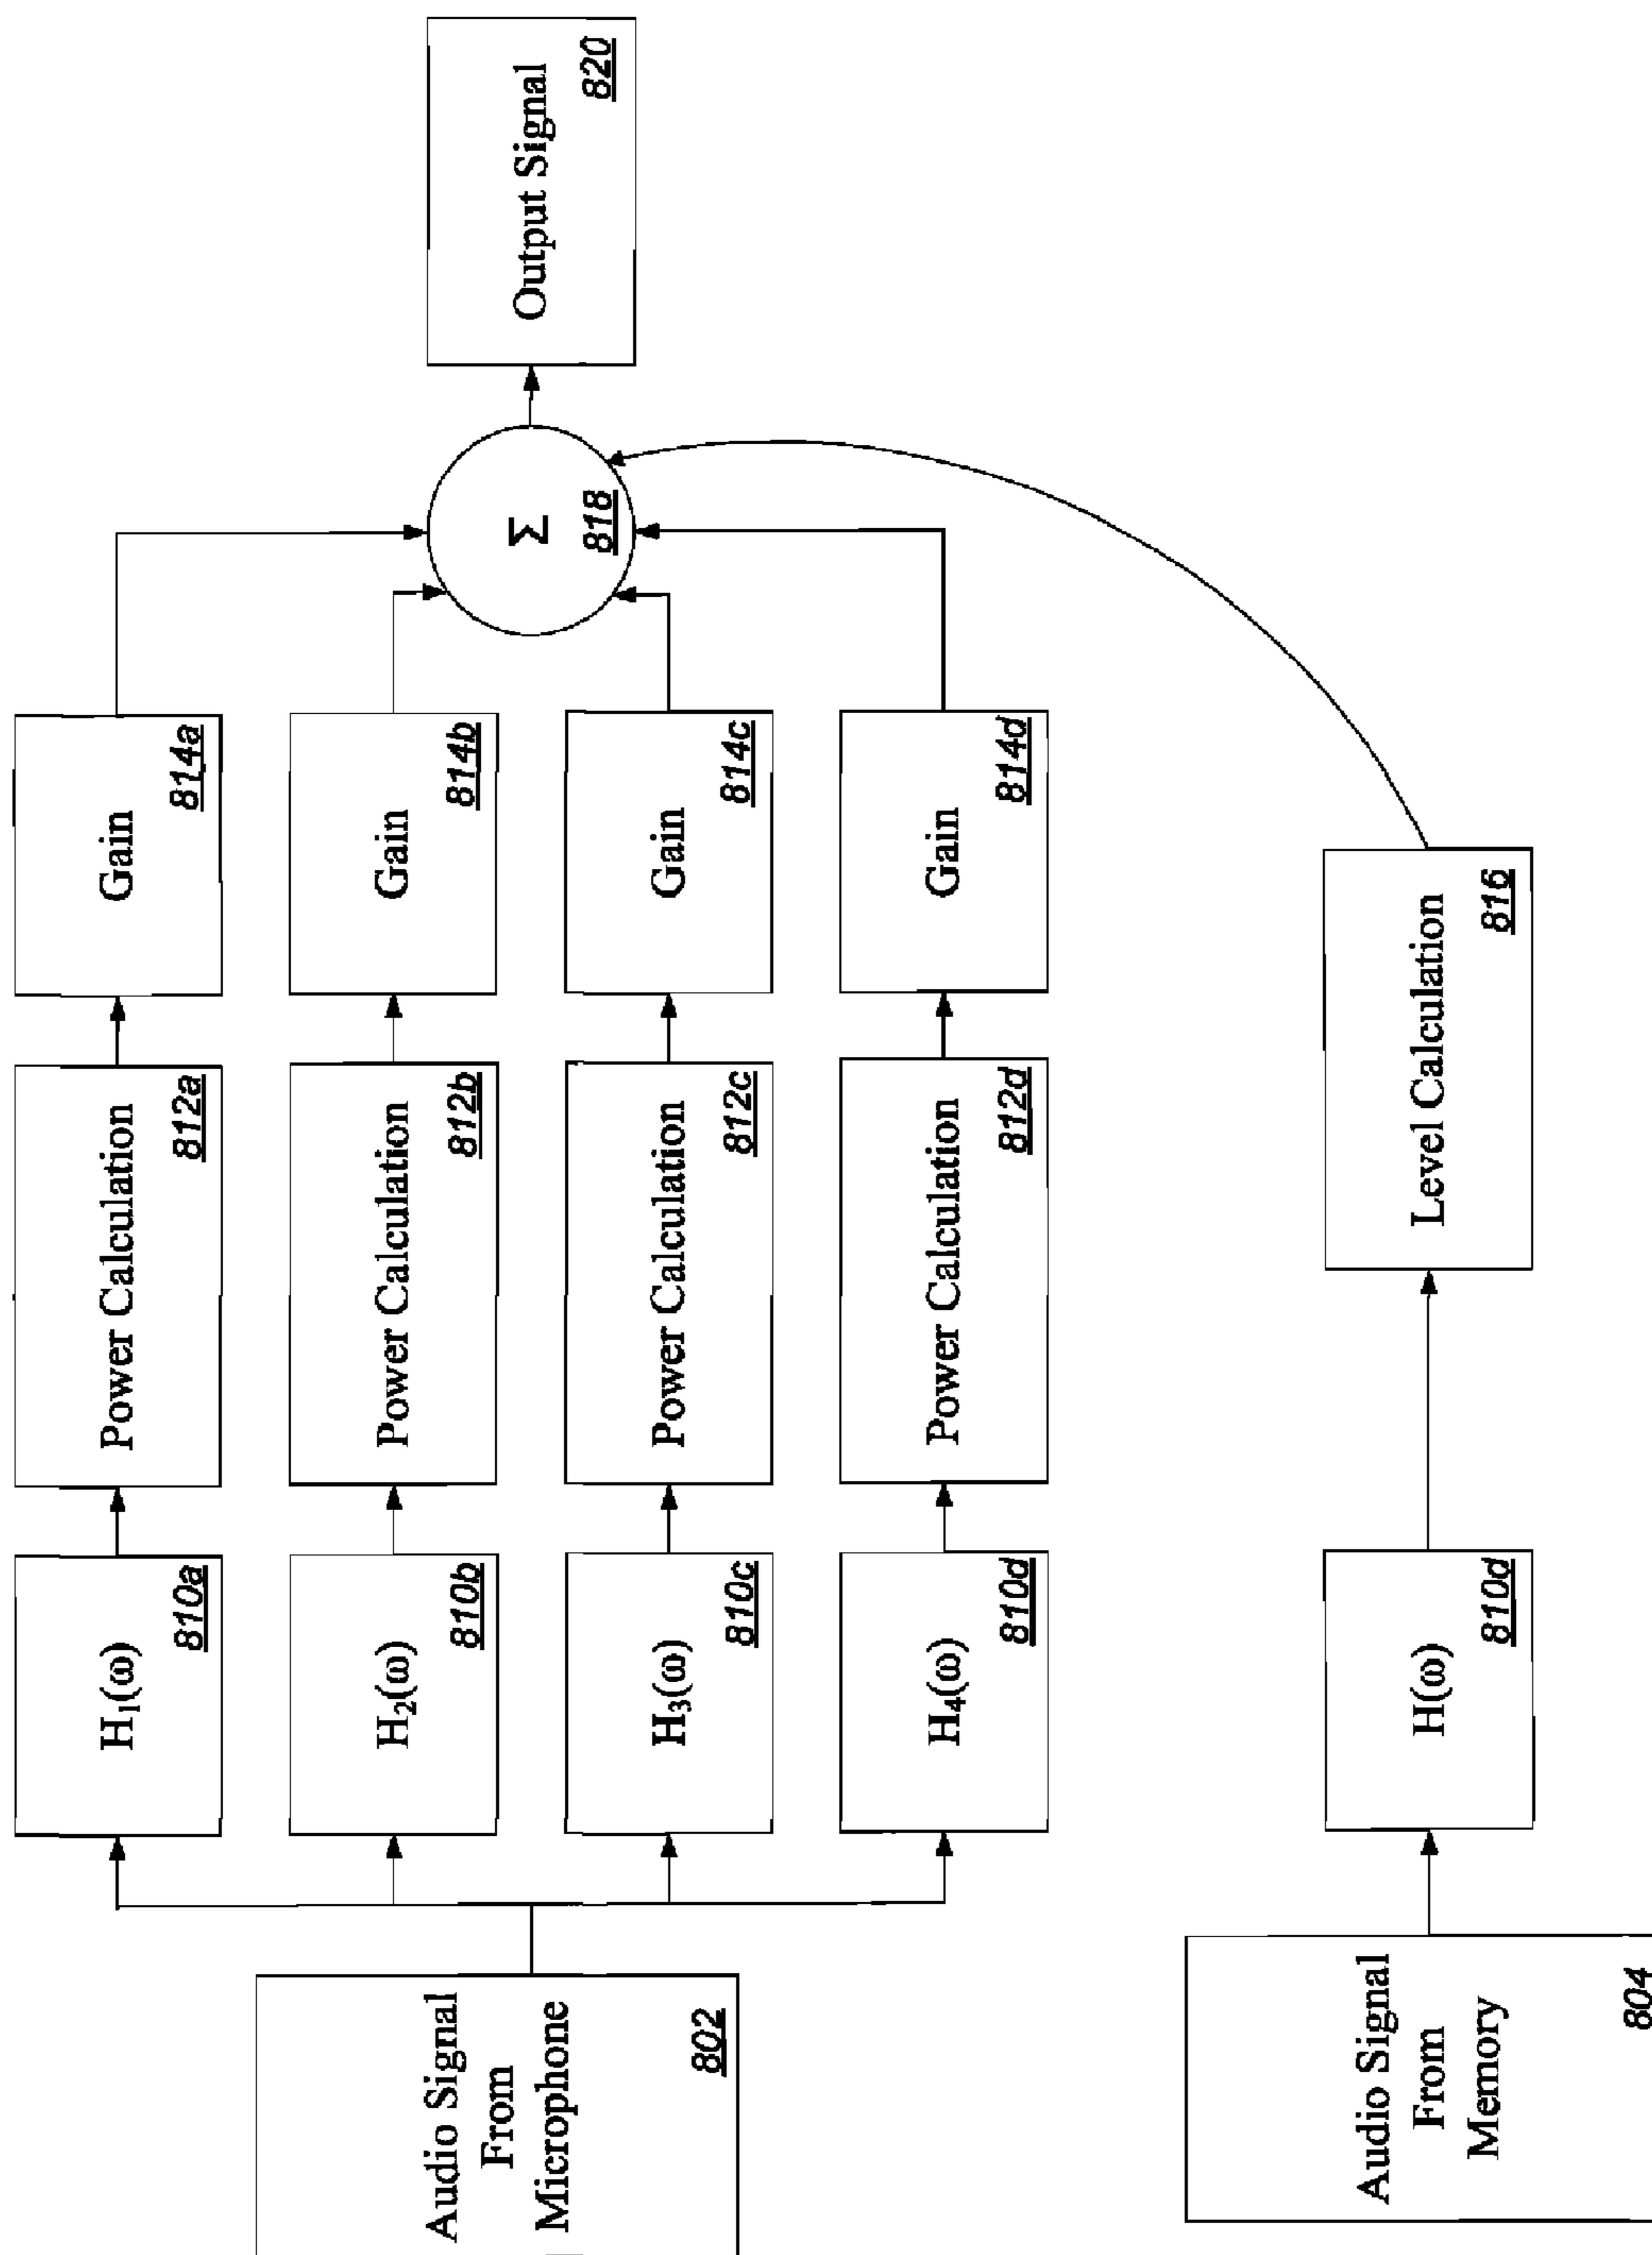 Audio Signal
From
Microphone
802
H₁(ω)
810a
Power Calculation
812a
Gain
814a
H₂(ω)
810b
Power Calculation
812b
Gain
814b
H₃(ω)
810c
Power Calculation
812c
Gain
814c
H₄(ω)
810d
Power Calculation
812d
Gain
814d
Σ
818
Output Signal
820
Audio Signal
From
Memory
804
H(ω)
810d
Level Calculation
816